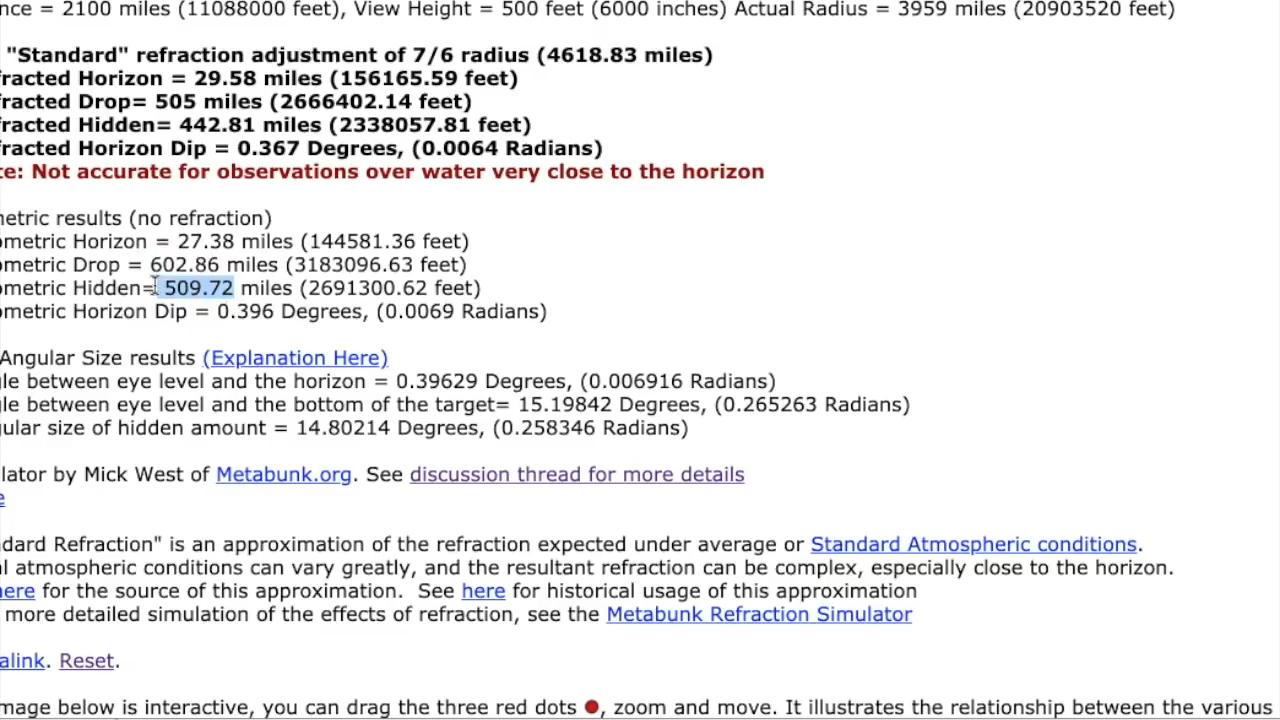 nce = 2100 miles (11088000 feet), View Height = 500 feet (6000 inches) Actual Radius = 3959 miles (20903520 feet)
"Standard" refraction adjustment of 7/6 radius (4618.83 miles)
fracted Horizon = 29.58 miles (156165.59 feet)
fracted Drop= 505 miles (2666402.14 feet)
fracted Hidden= 442.81 miles (2338057.81 feet)
fracted Horizon Dip = 0.367 Degrees, (0.0064 Radians)
te: Not accurate for observations over water very close to the horizon
netric results (no refraction)
ometric Horizon = 27.38 miles (144581.36 feet)
ometric Drop = 602.86 miles (3183096.63 feet)
ometric Hidden= 509.72 miles (2691300.62 feet)
ometric Horizon Dip = 0.396 Degrees, (0.0069 Radians)
Angular Size results (Explanation Here)
gle between eye level and the horizon = 0.39629 Degrees, (0.006916 Radians)
gle between eye level and the bottom of the target= 15.19842 Degrees, (0.265263 Radians)
gular size of hidden amount = 14.80214 Degrees, (0.258346 Radians)
lator by Mick West of Metabunk.org. See discussion thread for more details
e
dard Refraction" is an approximation of the refraction expected under average or Standard Atmospheric conditions.
l atmospheric conditions can vary greatly, and the resultant refraction can be complex, especially close to the horizon.
here for the source of this approximation. See here for historical usage of this approximation
more detailed simulation of the effects of refraction, see the Metabunk Refraction Simulator
alink. Reset.
mage below is interactive, you can drag the three red dots , zoom and move. It illustrates the relationship between the various